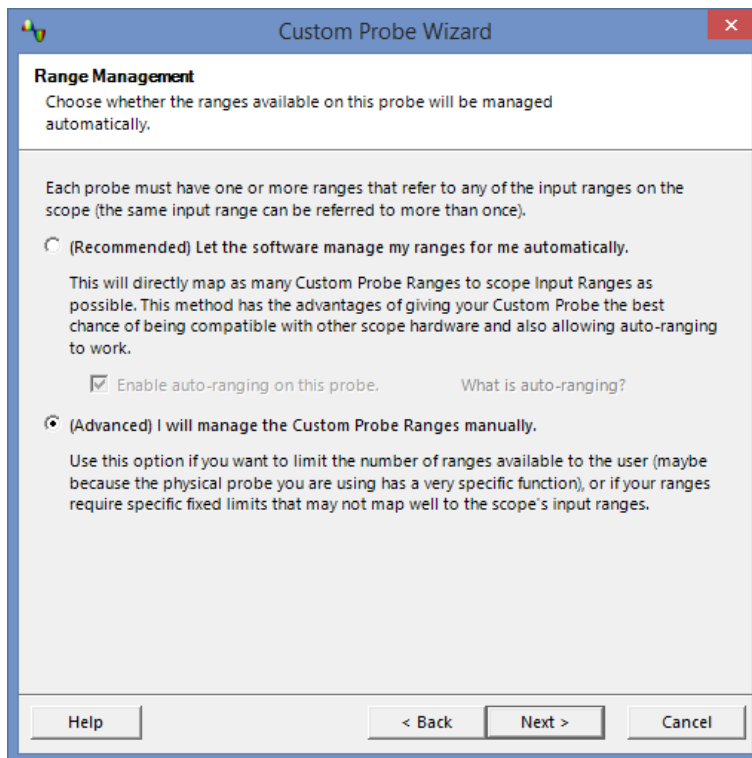 Custom Probe Wizard
Range Management
Choose whether the ranges available on this probe will be managed
automatically.
Each probe must have one or more ranges that refer to any of the input ranges on the
scope (the same input range can be referred to more than once).
(Recommended) Let the software manage my ranges for me automatically.
This will directly map as many Custom Probe Ranges to scope Input Ranges as
possible. This method has the advantages of giving your Custom Probe the best
chance of being compatible with other scope hardware and also allowing auto-ranging
to work.
Enable auto-ranging on this probe. What is auto-ranging?
(Advanced) I will manage the Custom Probe Ranges manually.
Use this option if you want to limit the number of ranges available to the user (maybe
because the physical probe you are using has a very specific function), or if your ranges
require specific fixed limits that may not map well to the scope's input ranges.
Help < Back Next > Cancel